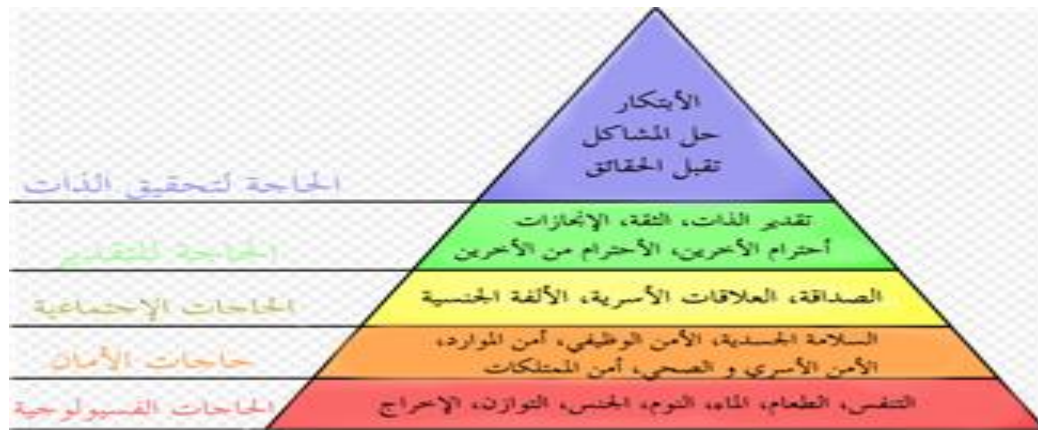 الأبتكار
حل المشاكل
تقبل الحقائق
الحاجة لتحقيق الذات
تقدير الذات، الثقة، الإنجازات
أحترام الأخرين، الأحترام من الأخرين
الحاجة للتقدير
الصداقة، العلاقات الأسرية، الألفة الجنسية
الحاجات الإجتماعية
السلامة الجسدية، الأمن الوظيفي، أمن الموارد،
الأمن الأسري و الصحي، أمن الممتلكات
حاجات الأمان
التنفس، الطعام، الماء، النوم، الجنس، التوازن، الإخراج
الحاجات الفسيولوجية